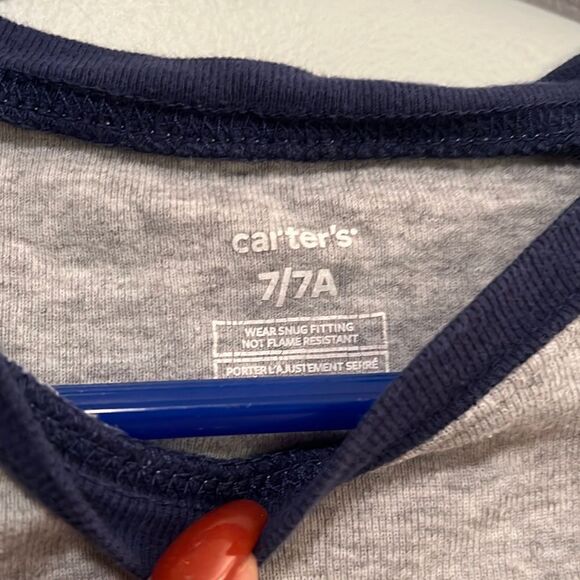 carter's
7/7A
WEAR SNUG FITTING
NOT FLAME RESISTANT
PORTER L'AJUSTEMENT SERRÉ